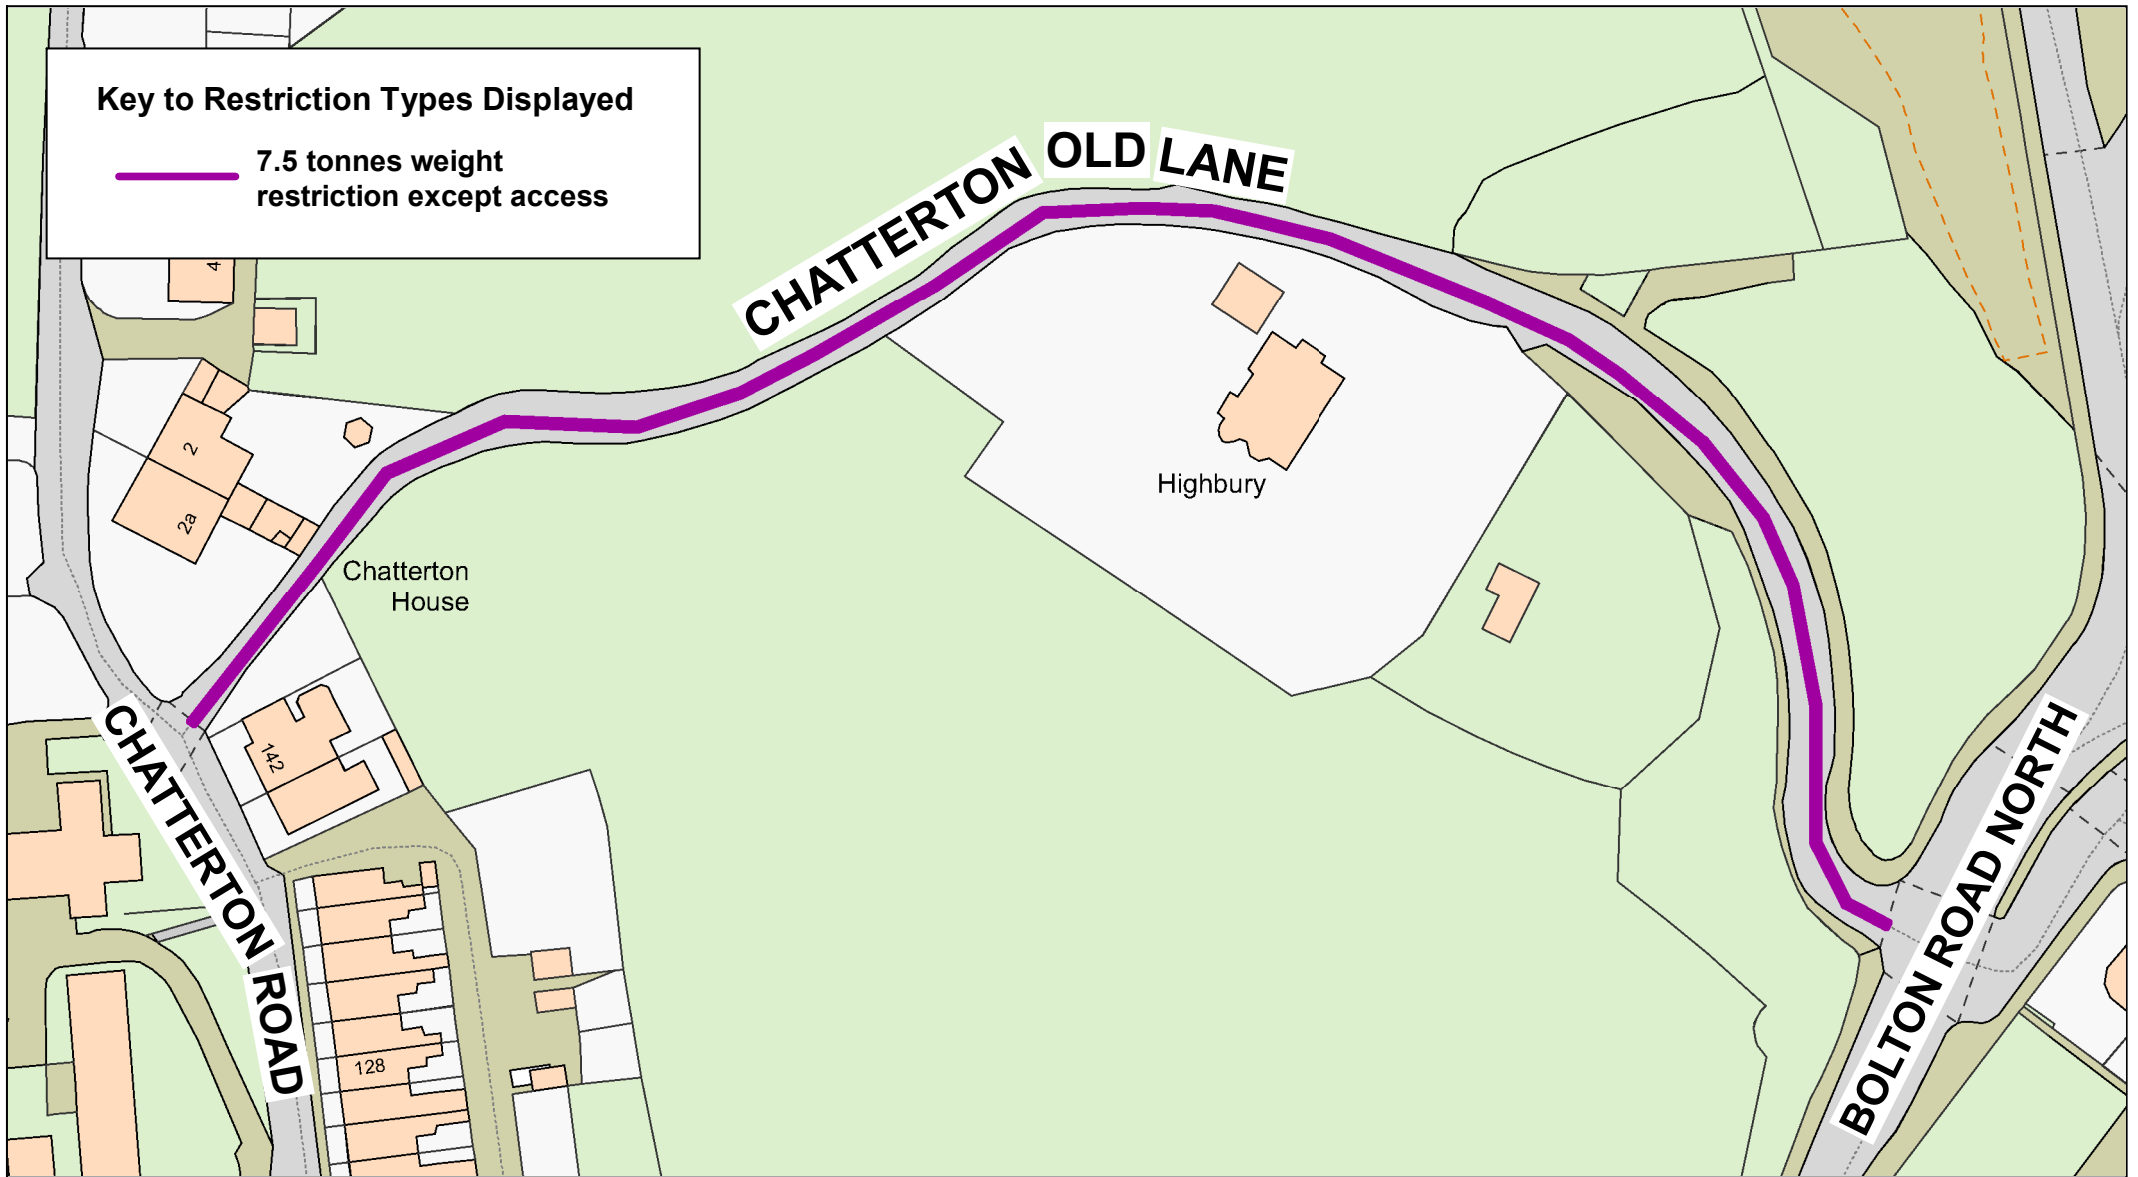 Key to Restriction Types Displayed
7.5 tonnes weight
restriction except access
CHATTERTON OLD LANE
4
2
2a
Highbury
Chatterton
House
142
CHATTERTON ROAD
128
BOLTON ROAD NORTH